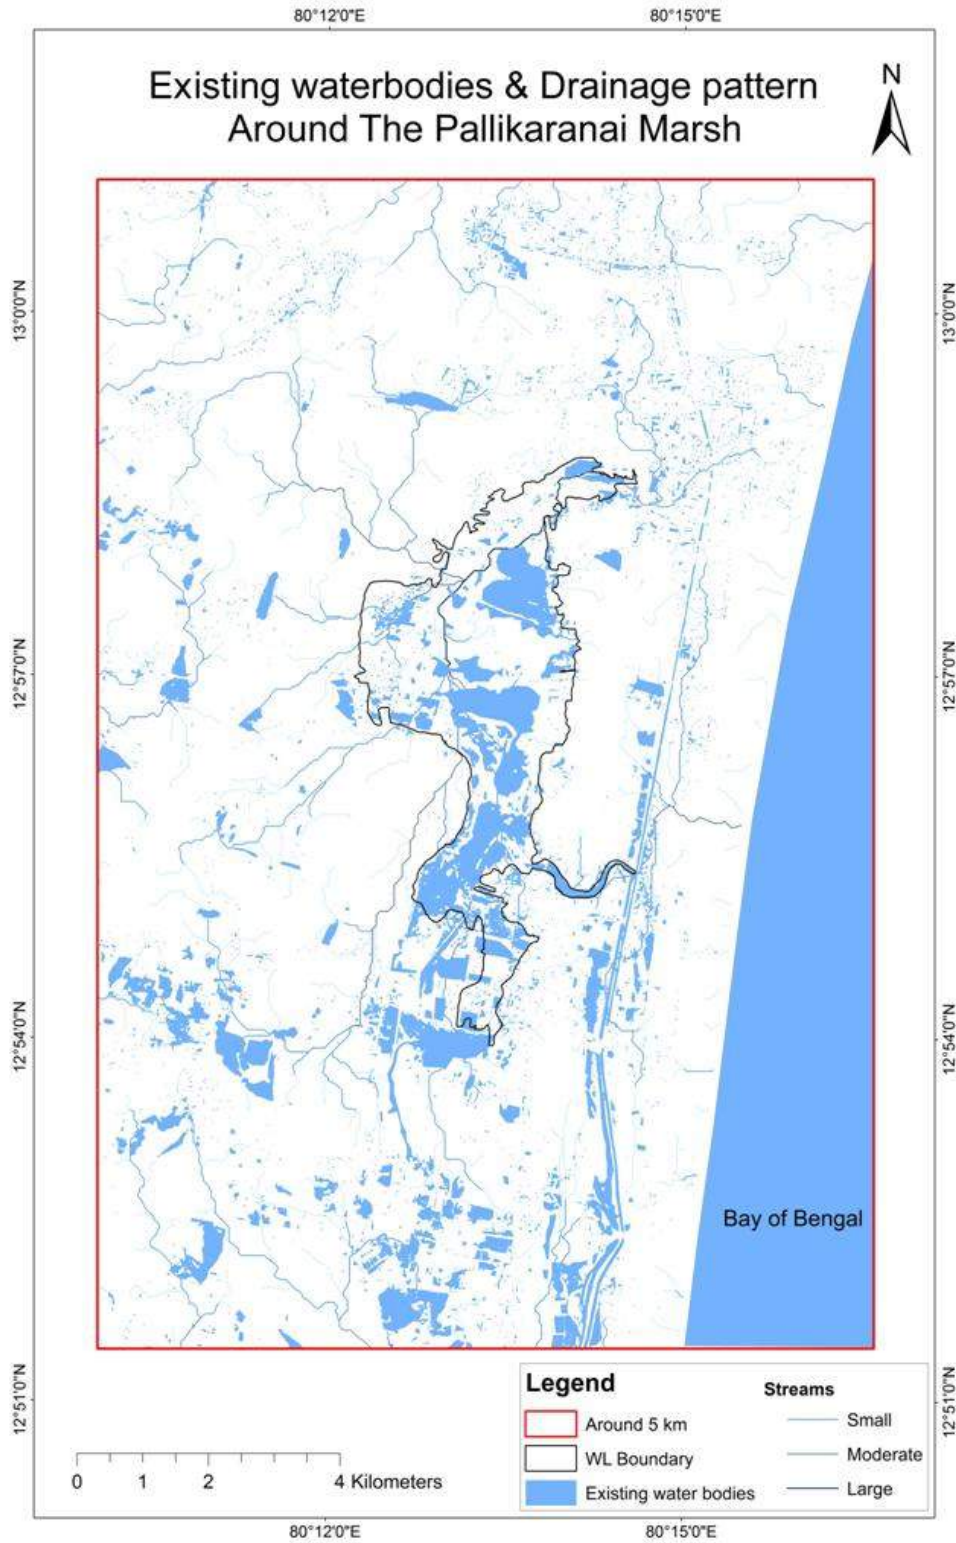 80°12'0"E
80°15'0"E
Existing waterbodies & Drainage pattern
Around The Pallikaranai Marsh
N
13°0'0"N
13°0'0"N
12°57'0"N
12°57'0"N
12°54'0"N
12°54'0"N
Bay of Bengal
12°51'0"N
12°51'0"N
Legend
Streams
Around 5 km
Small
WL Boundary
Moderate
Existing water bodies
Large
0 1 2 4 Kilometers
80°12'0"E
80°15'0"E